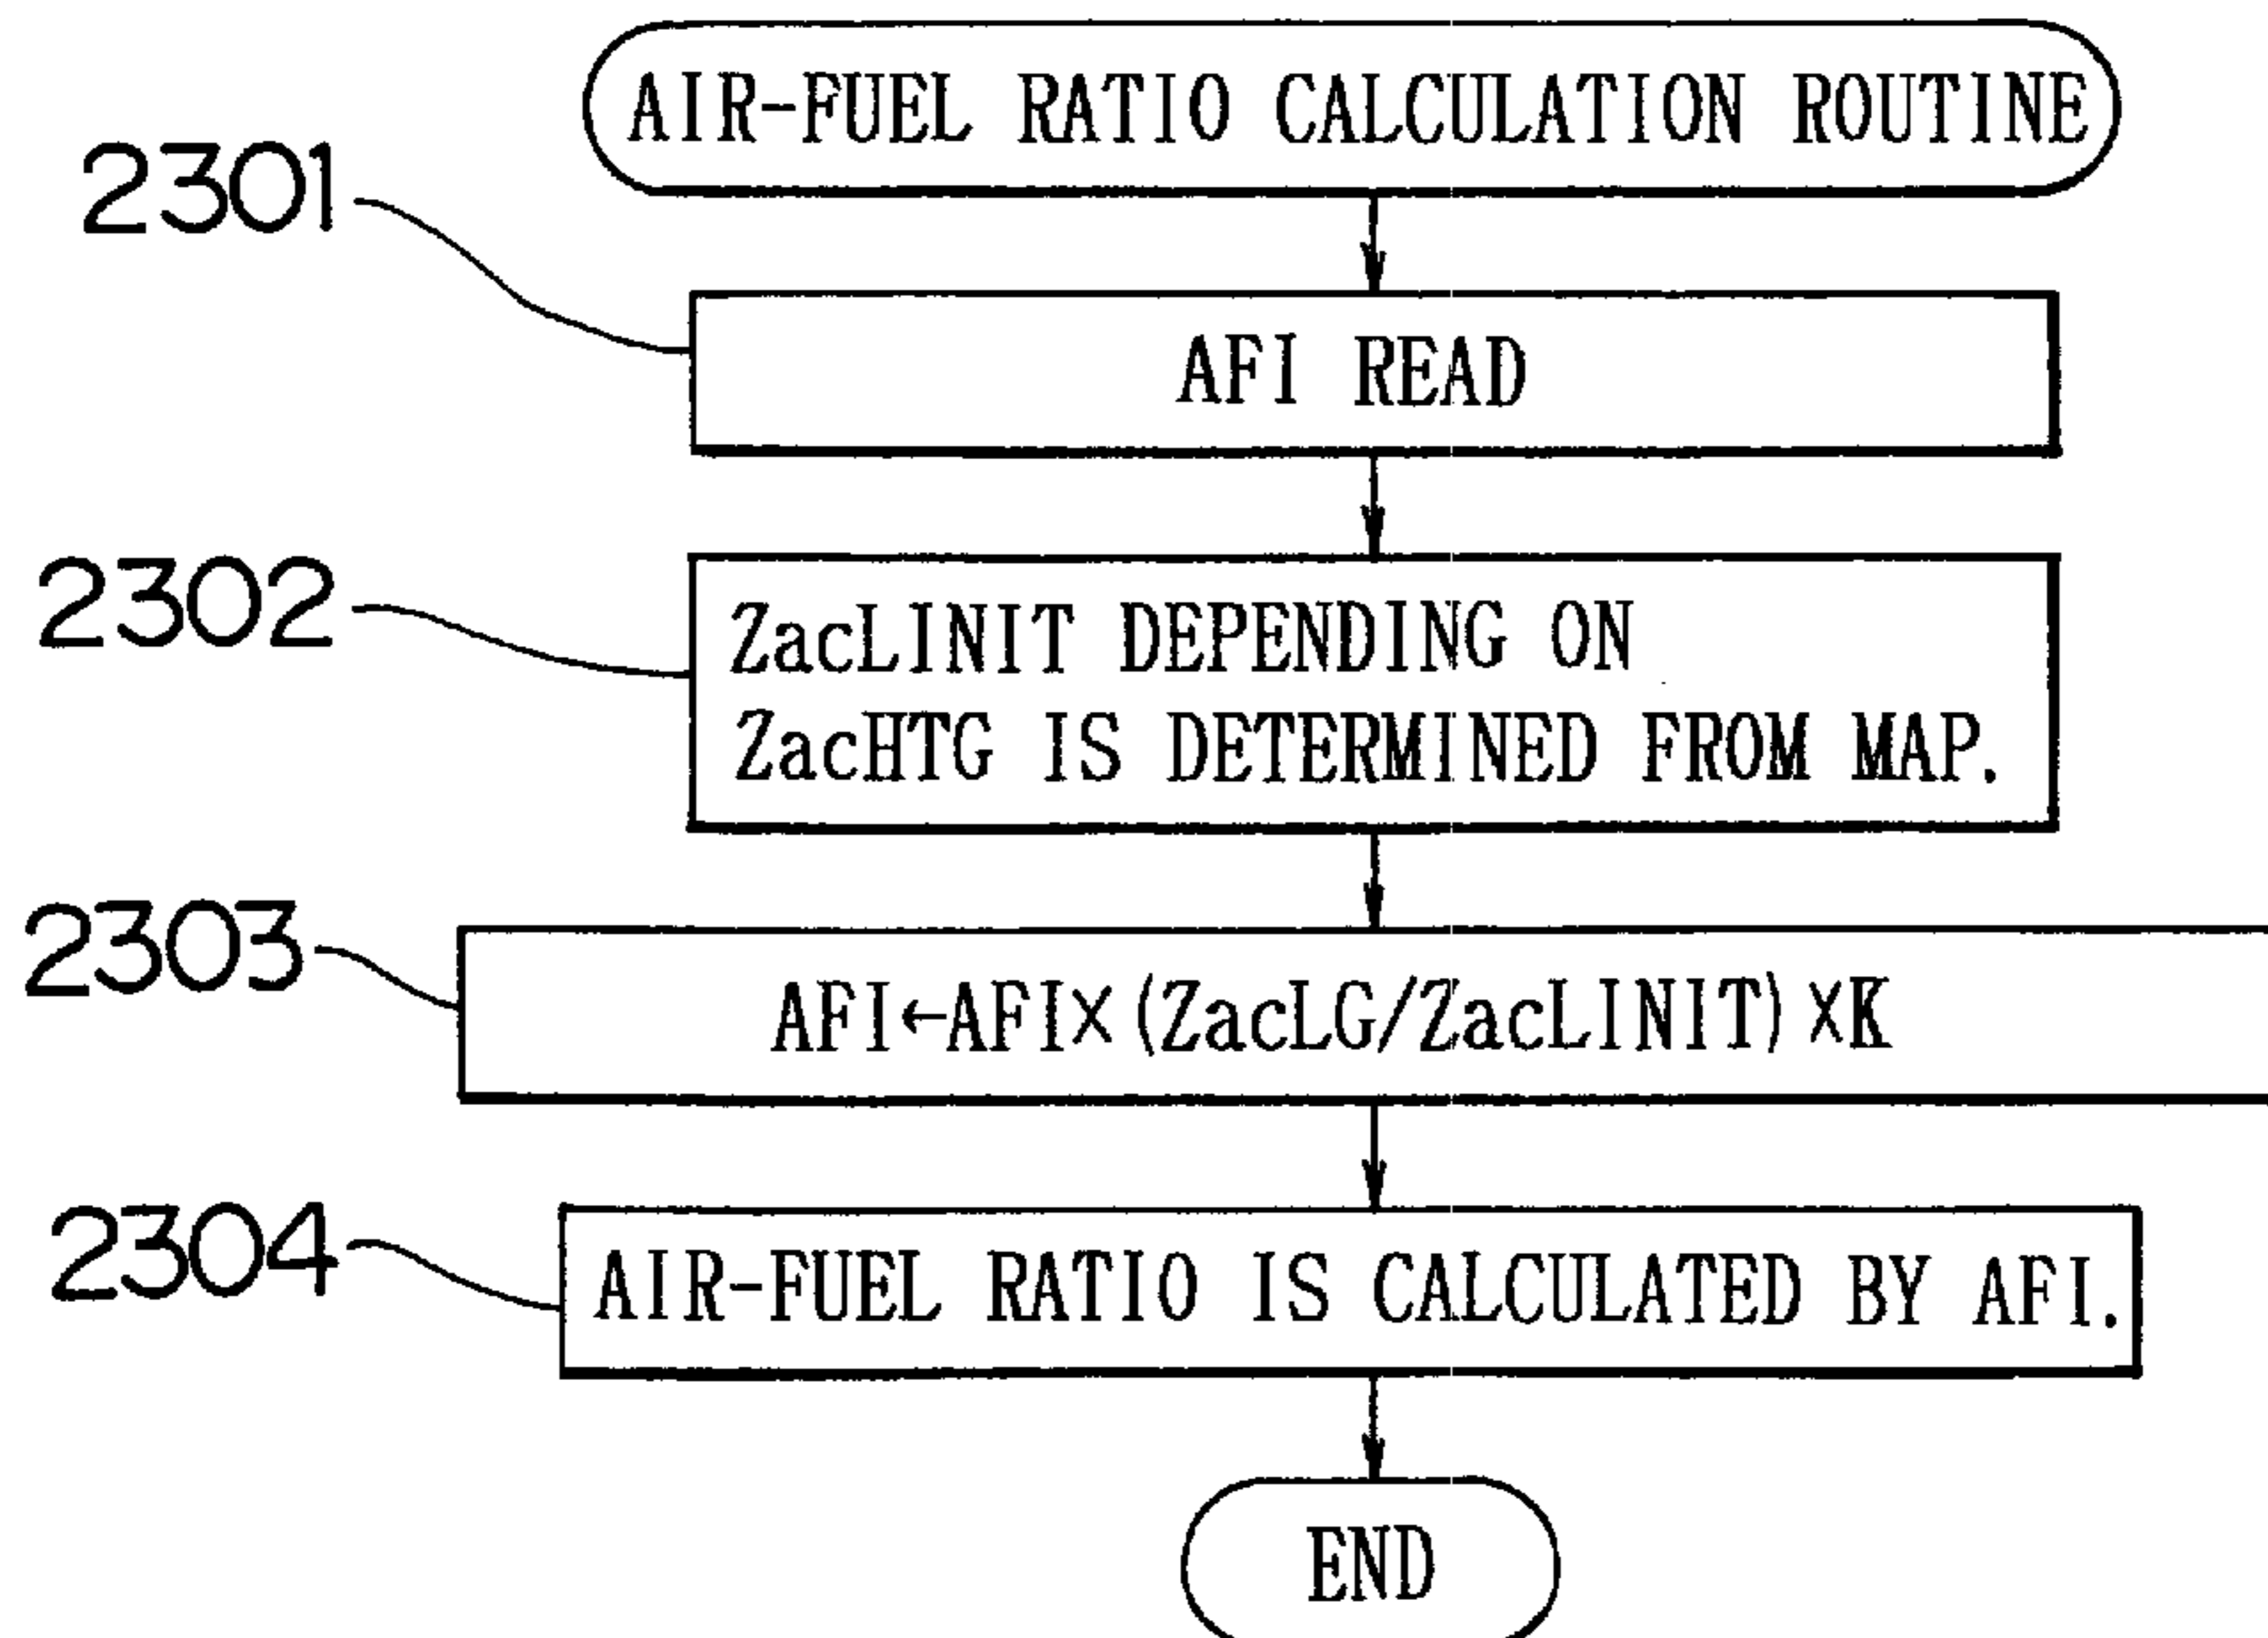 AIR-FUEL RATIO CALCULATION ROUTINE
2301
AFI READ
2302
ZacLINIT DEPENDING ON
ZacHTG IS DETERMINED FROM MAP.
2303
AFI←AFI×(ZacLG/ZacLINIT)×K
2304
AIR-FUEL RATIO IS CALCULATED BY AFI.
END